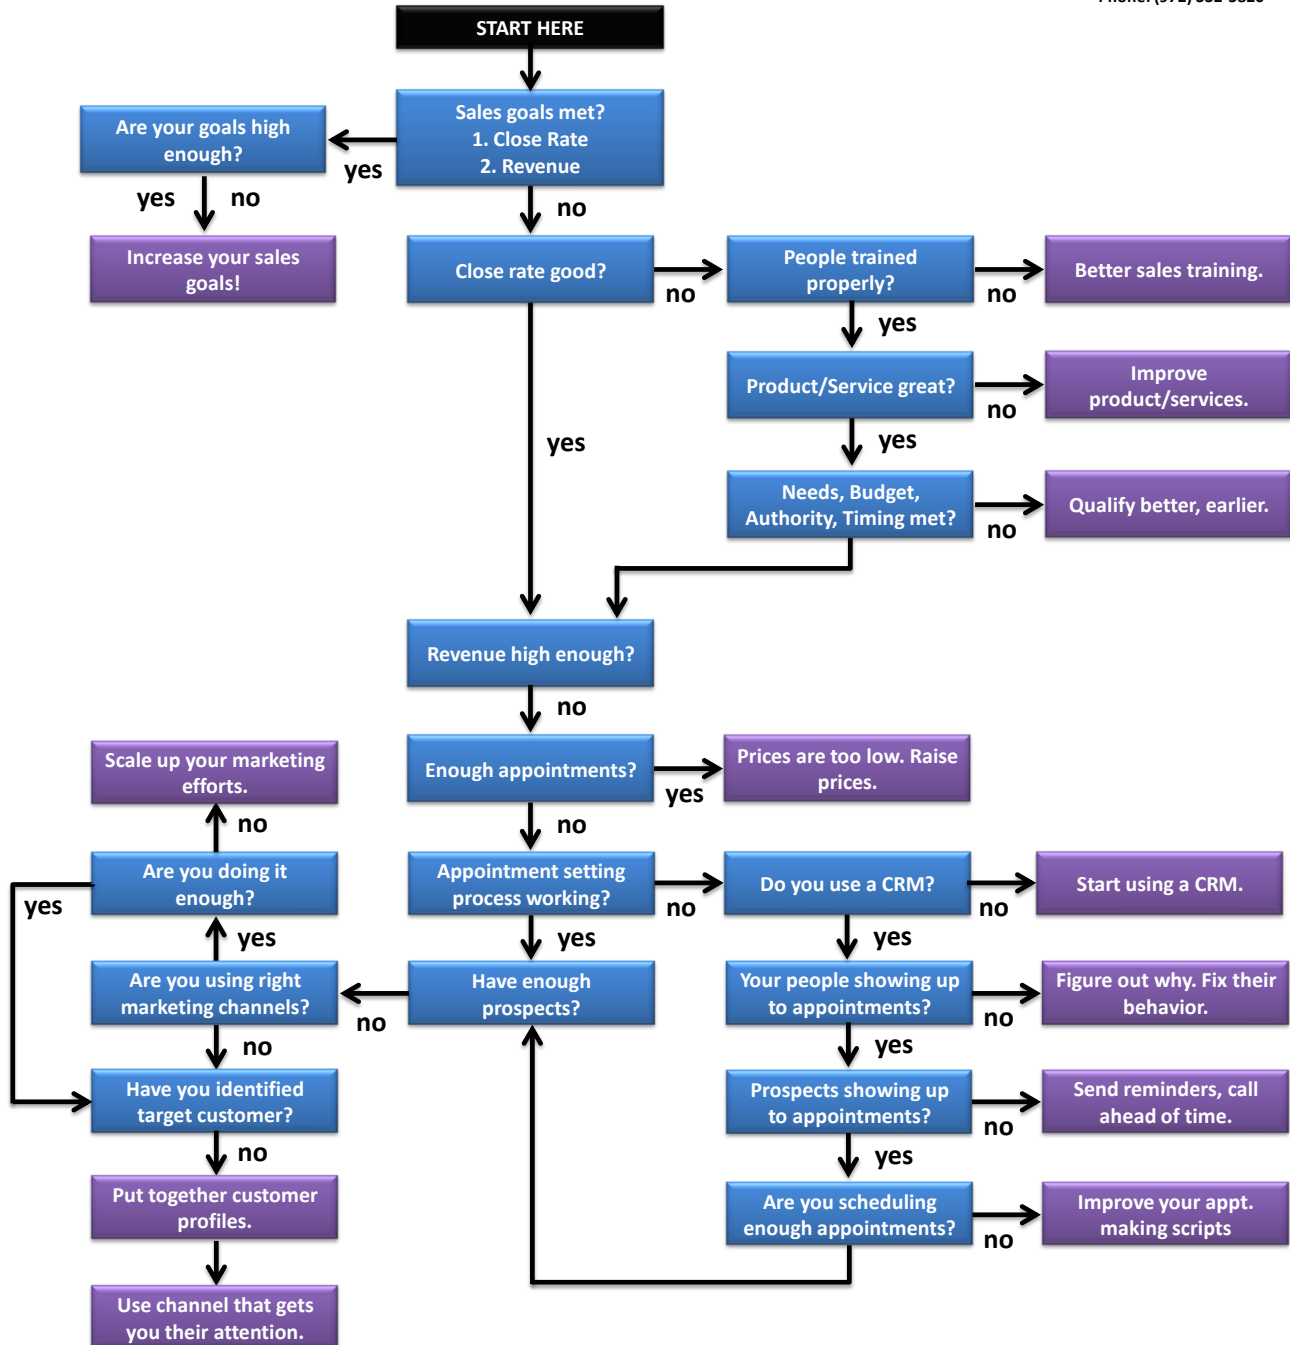 START HERE
Sales goals met?
1. Close Rate
2. Revenue
Are your goals high
enough?
yes
yes
no
no
Increase your sales
goals!
Close rate good?
no
People trained
properly?
no
Better sales training.
yes
Product/Service great?
no
Improve
product/services.
yes
yes
Needs, Budget,
Authority, Timing met?
no
Qualify better, earlier.
Revenue high enough?
no
Enough appointments?
yes
Prices are too low. Raise
prices.
no
Scale up your marketing
efforts.
no
Are you doing it
enough?
yes
yes
Appointment setting
process working?
no
Do you use a CRM?
no
Start using a CRM.
yes
yes
Are you using right
marketing channels?
no
Have enough
prospects?
no
Your people showing up
to appointments?
no
Figure out why. Fix their
behavior.
yes
Have you identified
target customer?
no
Prospects showing up
to appointments?
no
Send reminders, call
ahead of time.
yes
Put together customer
profiles.
Are you scheduling
enough appointments?
no
Improve your appt.
making scripts
Use channel that gets
you their attention.